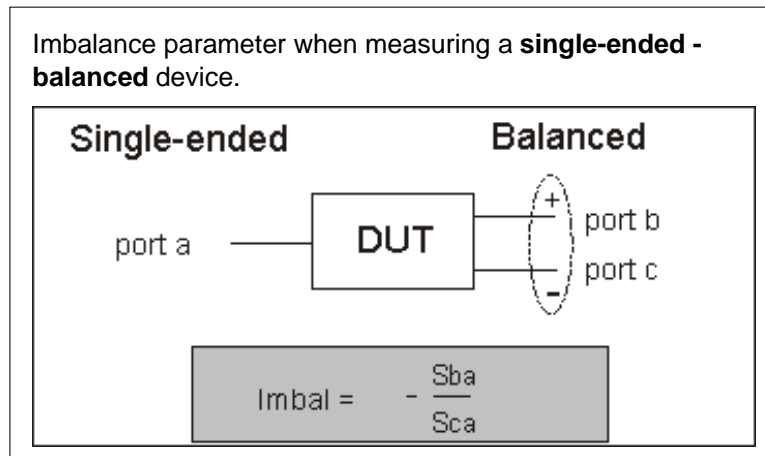 Imbalance parameter when measuring a single-ended -
balanced device.
Single-ended Balanced
port a DUT + port b
- port c
Imbal = - Sba
Sca